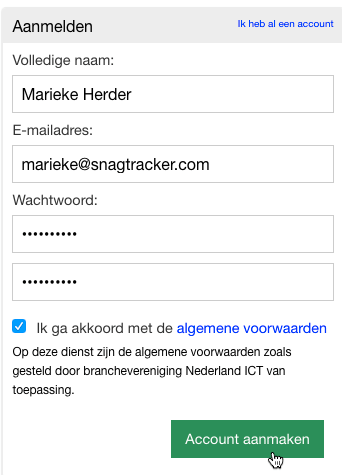 Aanmelden
Ik heb al een account
Volledige naam:
Marieke Herder
E-mailadres:
marieke@snagtracker.com
Wachtwoord:
••••••••••
••••••••••
Ik ga akkoord met de algemene voorwaarden
Op deze dienst zijn de algemene voorwaarden zoals
gesteld door branchevereniging Nederland ICT van
toepassing.
Account aanmaken